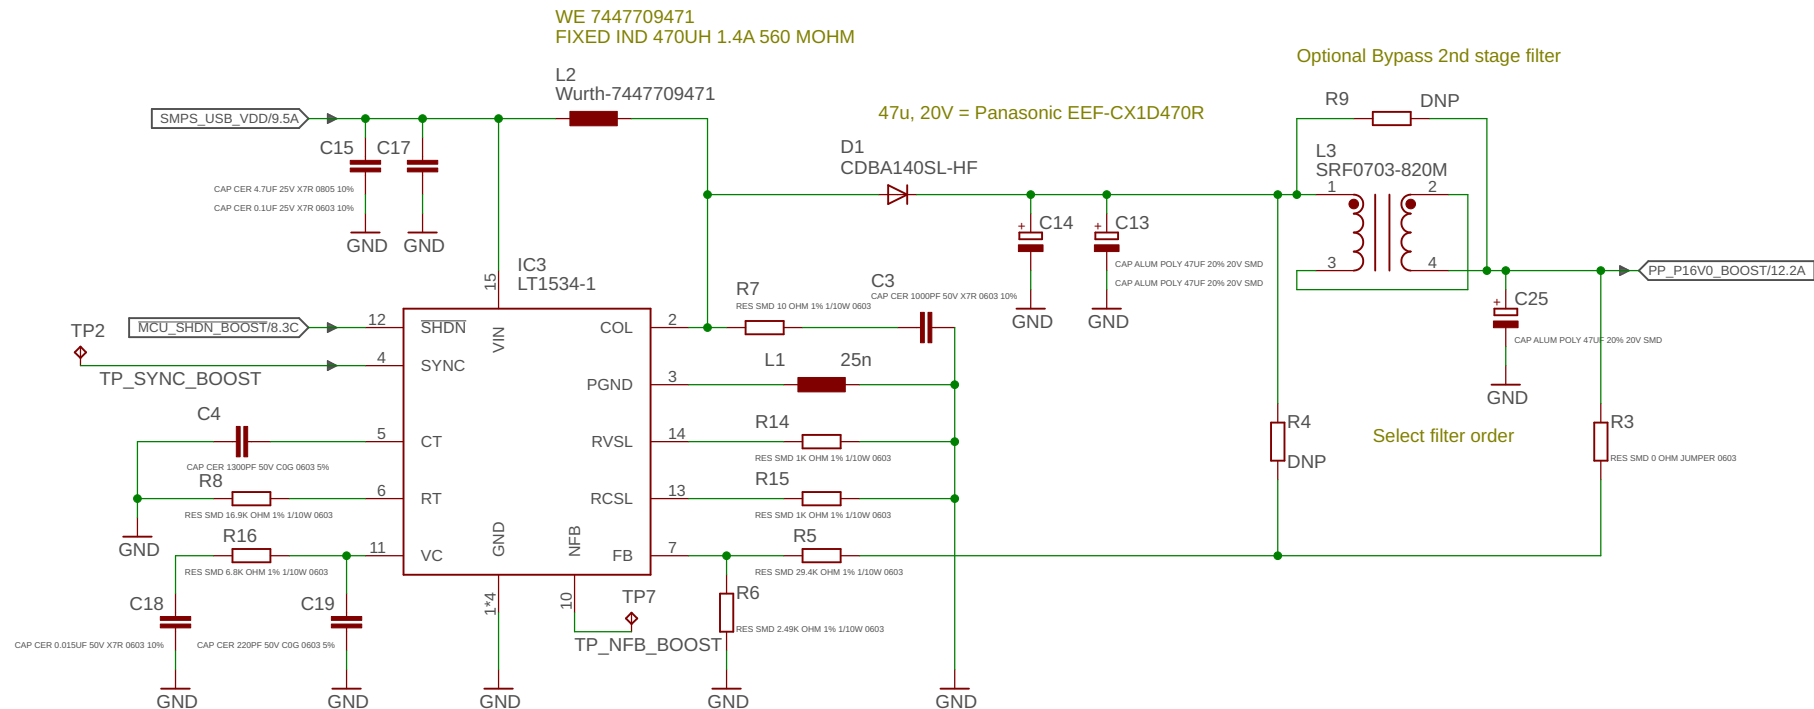 WE 7447709471
FIXED IND 470UH 1.4A 560 MOHM
Optional Bypass 2nd stage filter
L2
Wurth-7447709471
R9 DNP
SMPS_USB_VDD/9.5A
47u, 20V = Panasonic EEF-CX1D470R
C15 C17
D1
CDBA140SL-HF
L3
SRF0703-820M
1 2
CAP CER 4.7UF 25V X7R 0805 10%
CAP CER 0.1UF 25V X7R 0603 10%
GND GND
C14 C13
3 4
CAP ALUM POLY 47UF 20% 20V SMD
CAP ALUM POLY 47UF 20% 20V SMD
PP_P16V0_BOOST/12.2A
IC3
LT1534-1
15
R7
RES SMD 10 OHM 1% 1/10W 0603
C3
CAP CER 1000PF 50V X7R 0603 10%
GND GND
C25
CAP ALUM POLY 47UF 20% 20V SMD
TP2
MCU_SHDN_BOOST/8.3C
12 SHDN VIN COL 2
4 SYNC
TP_SYNC_BOOST
L1 25n
PGND 3
GND
C4
5 CT
CAP CER 1300PF 50V C0G 0603 5%
R14
RVSL 14
RES SMD 1K OHM 1% 1/10W 0603
R4
DNP
Select filter order
R3
RES SMD 0 OHM JUMPER 0603
R8
6 RT
RES SMD 16.9K OHM 1% 1/10W 0603
R15
RCSL 13
RES SMD 1K OHM 1% 1/10W 0603
GND
R16
11 VC
RES SMD 6.8K OHM 1% 1/10W 0603
GND NFB
R5
FB 7
RES SMD 29.4K OHM 1% 1/10W 0603
C18
CAP CER 0.015UF 50V X7R 0603 10%
C19
CAP CER 220PF 50V C0G 0603 5%
1*4 10
TP7
TP_NFB_BOOST
R6
RES SMD 2.49K OHM 1% 1/10W 0603
GND GND GND GND GND